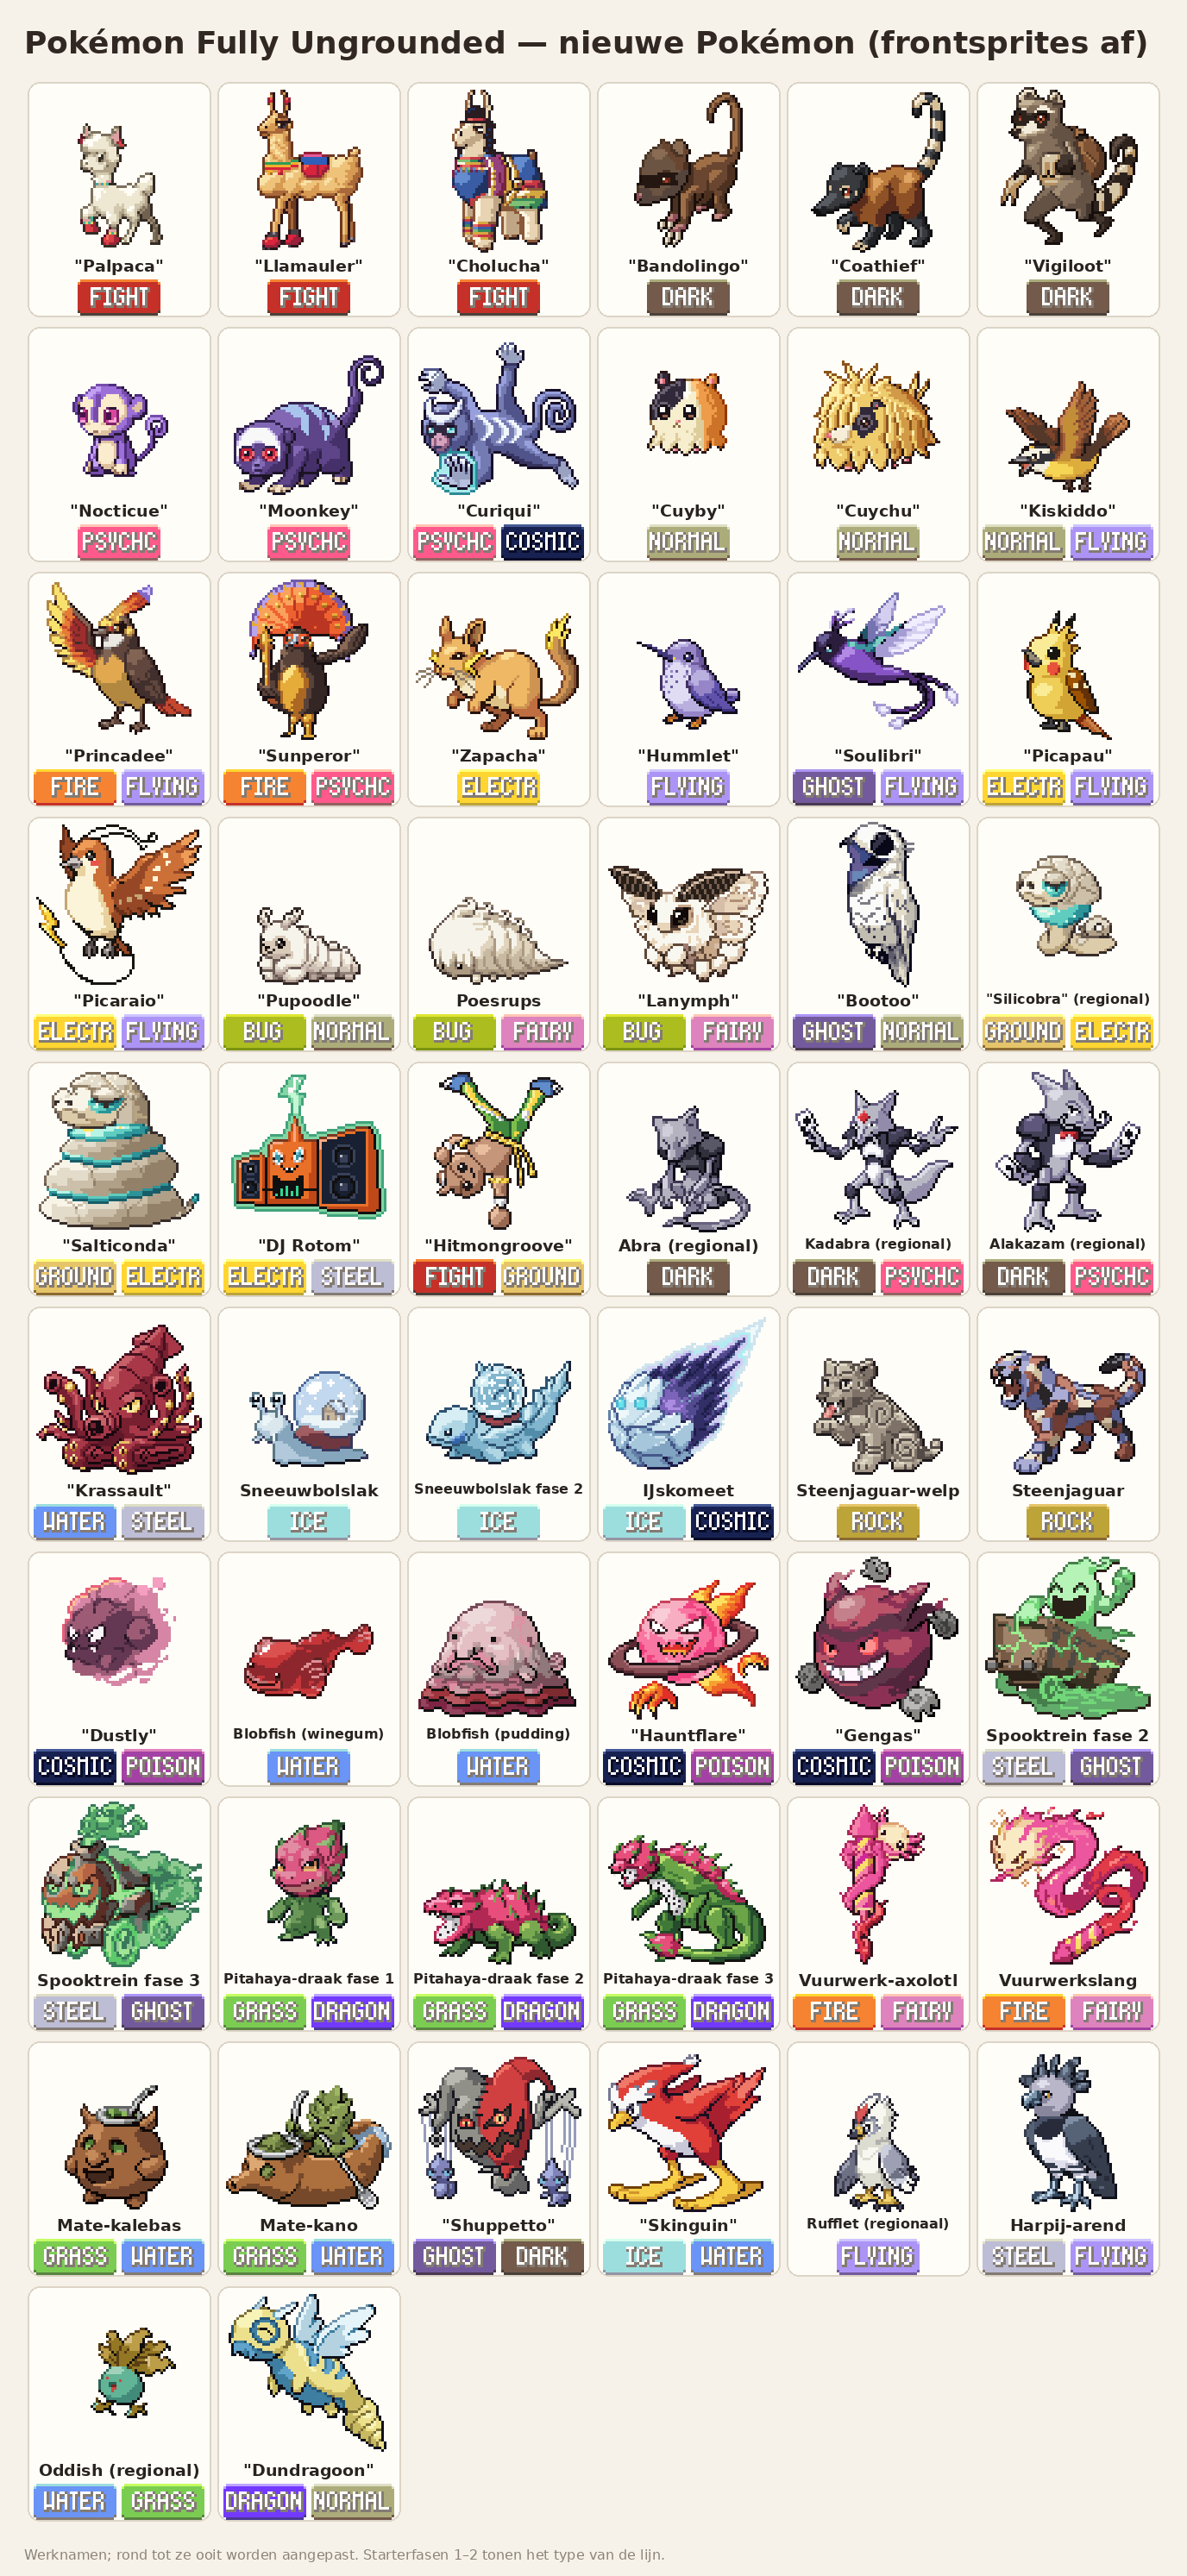 Pokémon Fully Ungrounded — nieuwe Pokémon (frontsprites af)
"Palpaca" "Llamauler" "Cholucha" "Bandolingo" "Coathief" "Vigiloot"
FIGHT FIGHT FIGHT DARK DARK DARK
"Nocticue" "Moonkey" "Curiqui" "Cuyby" "Cuychu" "Kiskiddo"
PSYCHC PSYCHC PSYCHC COSMIC NORMAL NORMAL NORMAL FLYING
"Princadee" "Sunperor" "Zapacha" "Hummlet" "Soulibri" "Picapau"
FIRE FLYING FIRE PSYCHC ELECTR FLYING GHOST FLYING ELECTR FLYING
"Picaraio" "Pupoodle" Poesrups "Lanymph" "Bootoo" "Silicobra" (regional)
ELECTR FLYING BUG NORMAL BUG FAIRY BUG FAIRY GHOST NORMAL GROUND ELECTR
"Salticonda" "DJ Rotom" "Hitmongroove" Abra (regional) Kadabra (regional) Alakazam (regional)
GROUND ELECTR ELECTR STEEL FIGHT GROUND DARK DARK PSYCHC DARK PSYCHC
"Krassault" Sneeuwbolslak Sneeuwbolslak fase 2 IJskomeet Steenjaguar-welp Steenjaguar
WATER STEEL ICE ICE ICE COSMIC ROCK ROCK
"Dustly" Blobfish (winegum) Blobfish (pudding) "Hauntflare" "Gengas" Spooktrein fase 2
COSMIC POISON WATER WATER COSMIC POISON COSMIC POISON STEEL GHOST
Spooktrein fase 3 Pitahaya-draak fase 1 Pitahaya-draak fase 2 Pitahaya-draak fase 3 Vuurwerk-axolotl Vuurwerkslang
STEEL GHOST GRASS DRAGON GRASS DRAGON GRASS DRAGON FIRE FAIRY FIRE FAIRY
Mate-kalebas Mate-kano "Shuppetto" "Skinguin" Rufflet (regionaal) Harpij-arend
GRASS WATER GRASS WATER GHOST DARK ICE WATER FLYING STEEL FLYING
Oddish (regional) "Dundragoon"
WATER GRASS DRAGON NORMAL
Werknamen; rond tot ze ooit worden aangepast. Starterfasen 1–2 tonen het type van de lijn.